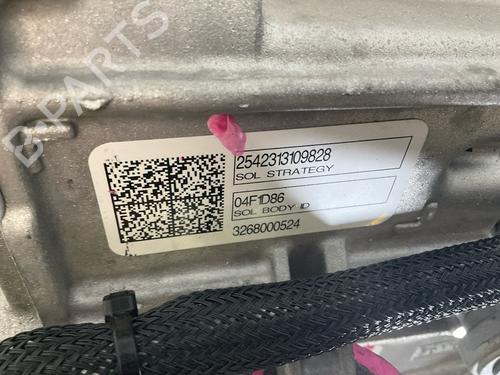 B-PARTS
2542313109828
SOL STRATEGY
04F1D86
SOL BODY ID
3268000524